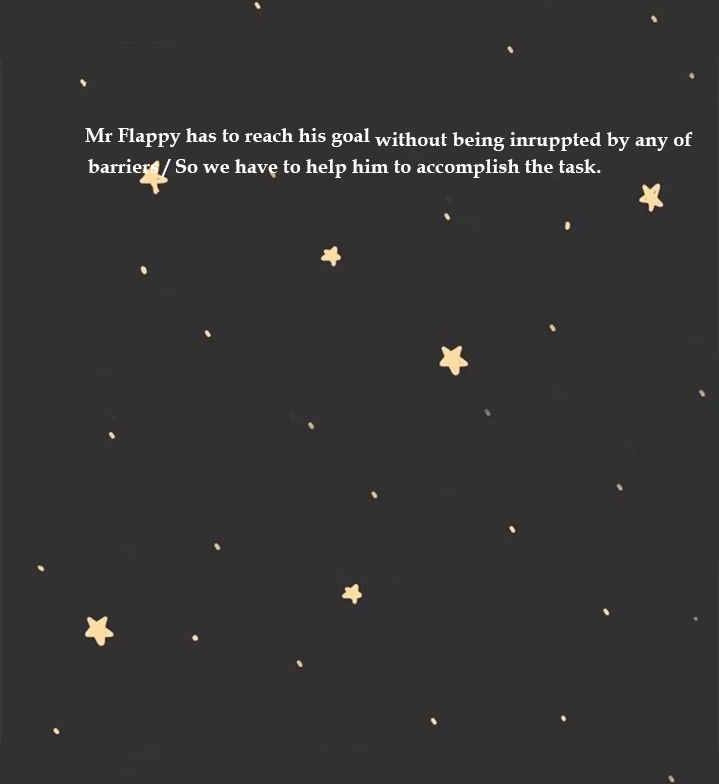 Mr Flappy has to reach his goal without being inruppted by any of
barriers / So we have to help him to accomplish the task.